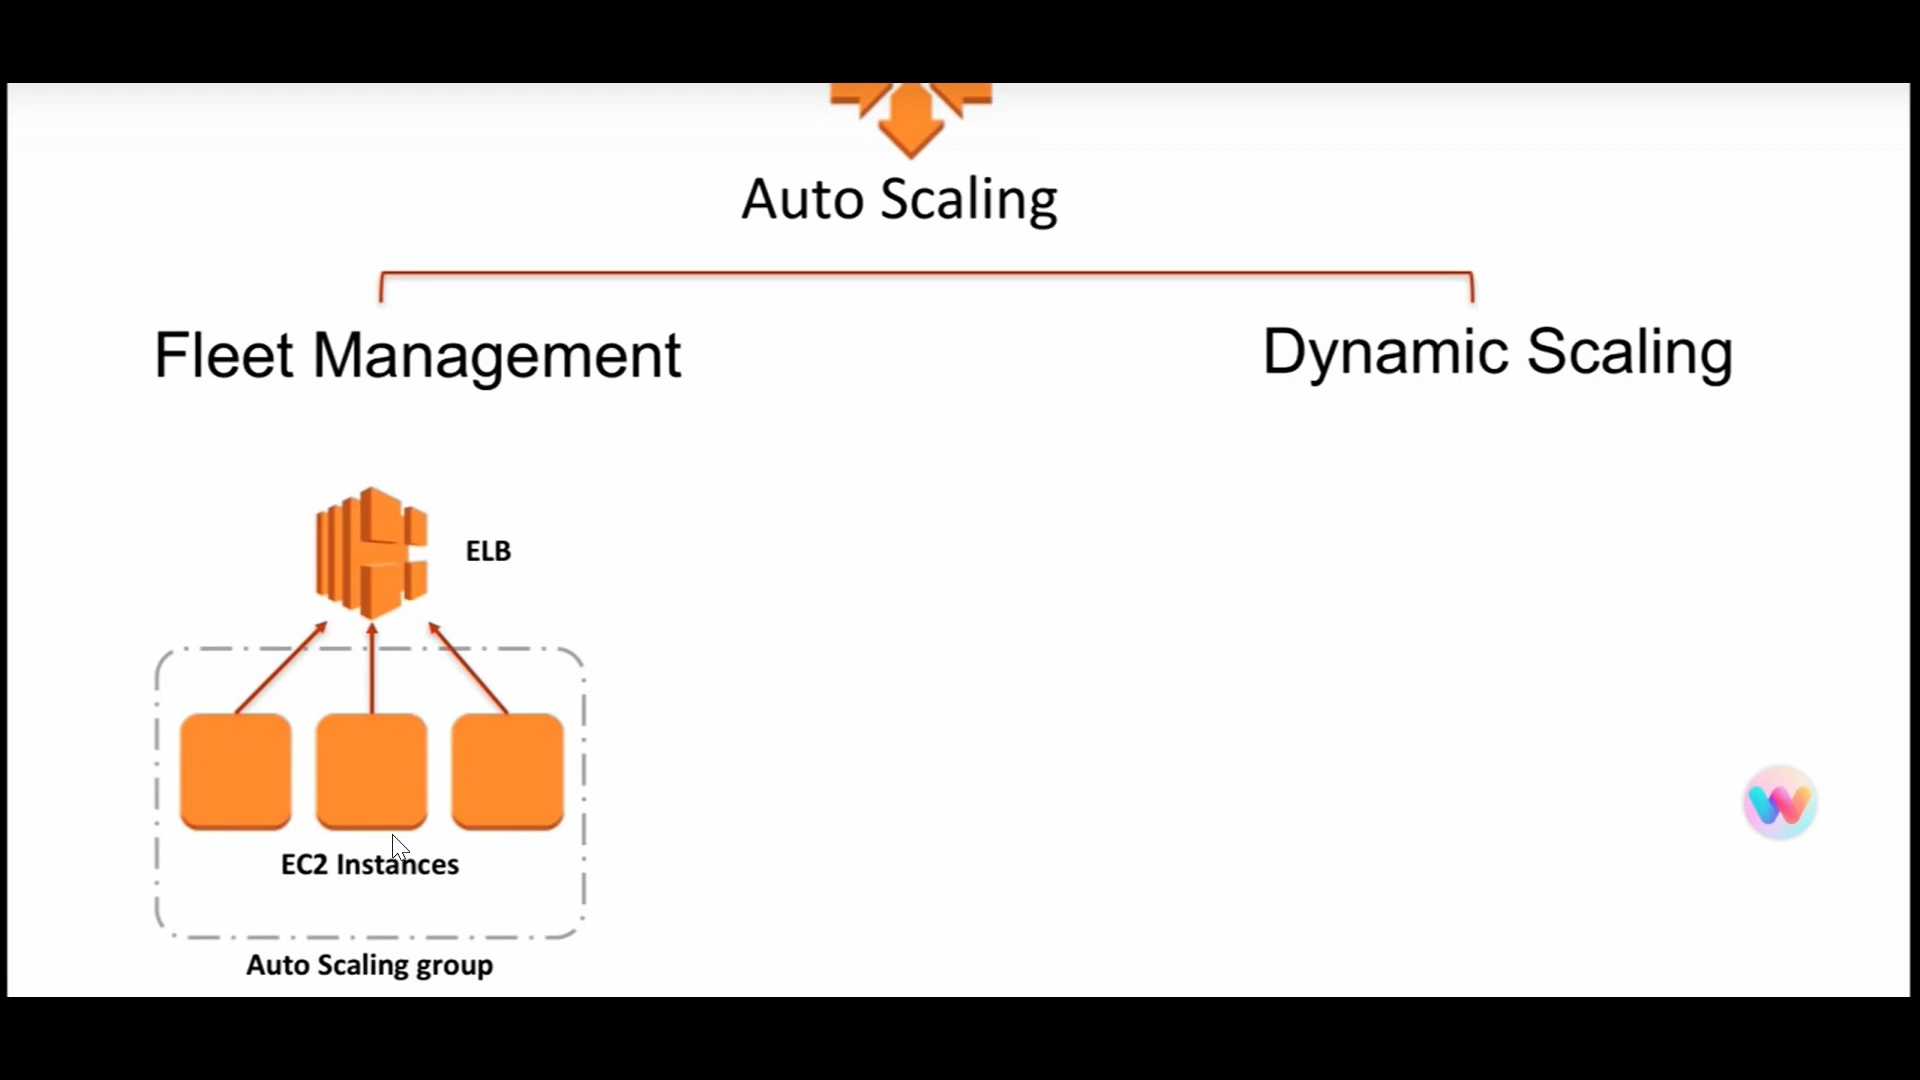 Auto Scaling
Fleet Management
Dynamic Scaling
ELB
EC2 Instances
Auto Scaling group